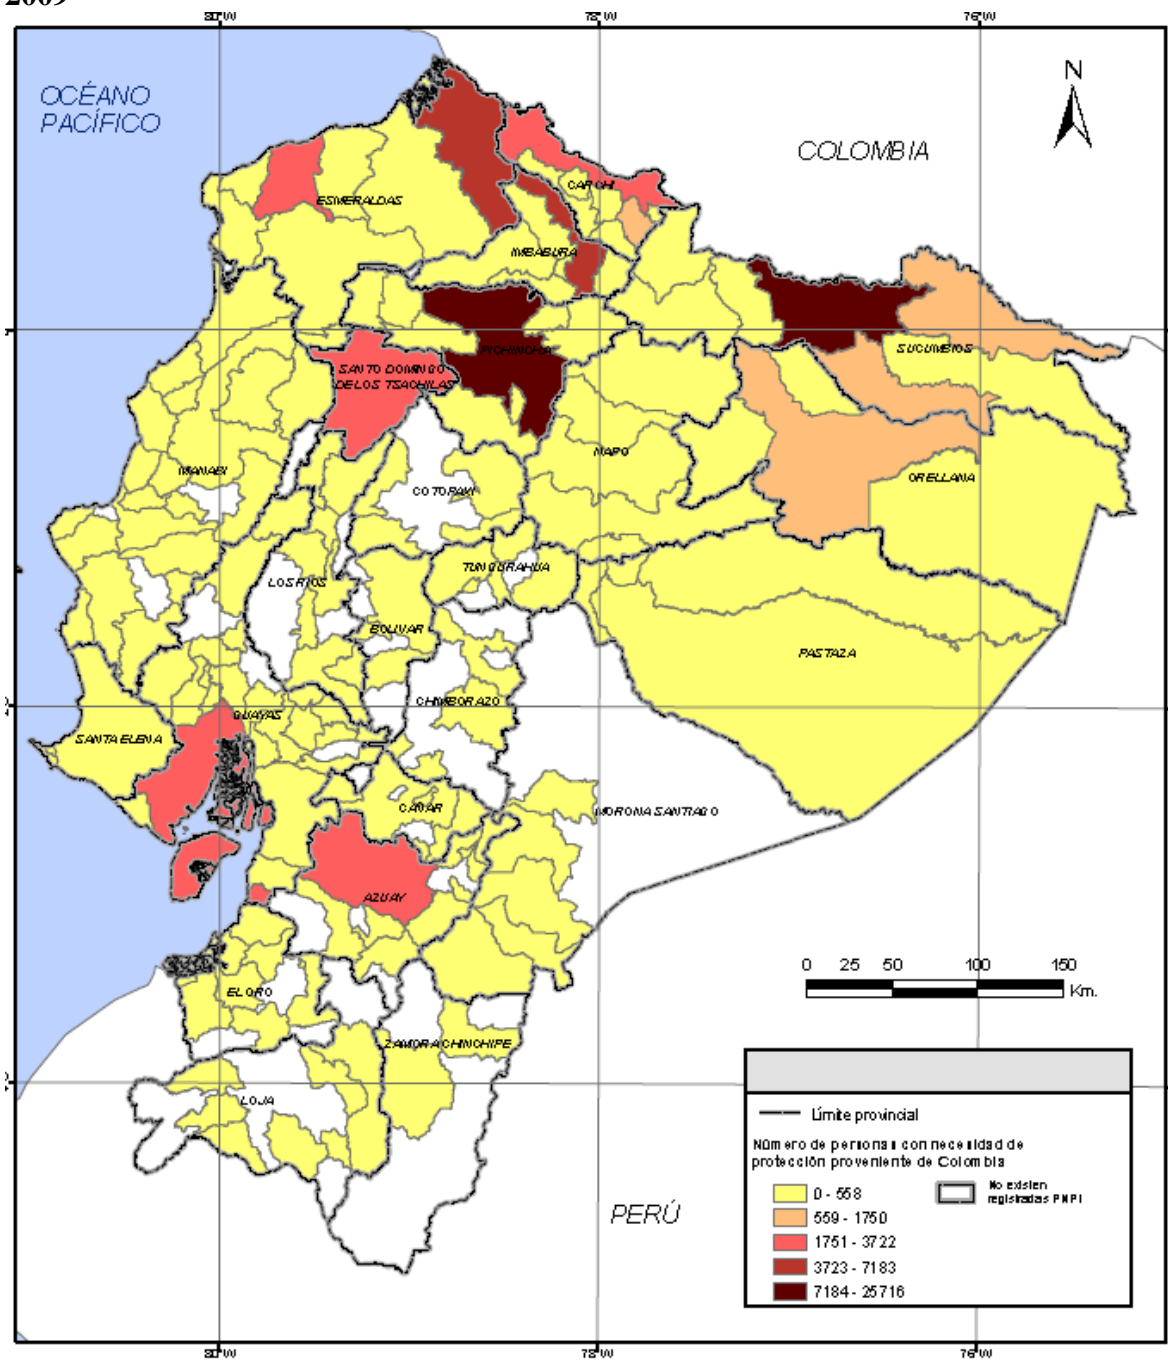 2009
80°W
78°W
76°W
OCÉANO
PACÍFICO
N
COLOMBIA
CARCHI
ESMERALDAS
IMBABURA
PICHINCHA
SUCUMBIOS
SANTO DOMINGO
DE LOS TSACHILAS
NAPO
MANABI
ORELLANA
COTOPAXI
TUNGURAHUA
LOS RIOS
BOLIVAR
PASTAZA
CHIMBORAZO
GUAYAS
SANTA ELENA
CAÑAR
MORONA SANTIAGO
AZUAY
0 25 50 100 150
Km.
EL ORO
ZAMORA CHINCHIPE
LOJA
Límite provincial
Número de personas con necesidad de
protección proveniente de Colombia
0 - 558
No existen
registradas PNPI
559 - 1750
1751 - 3722
3723 - 7183
7184 - 25716
PERÚ
80°W
78°W
76°W